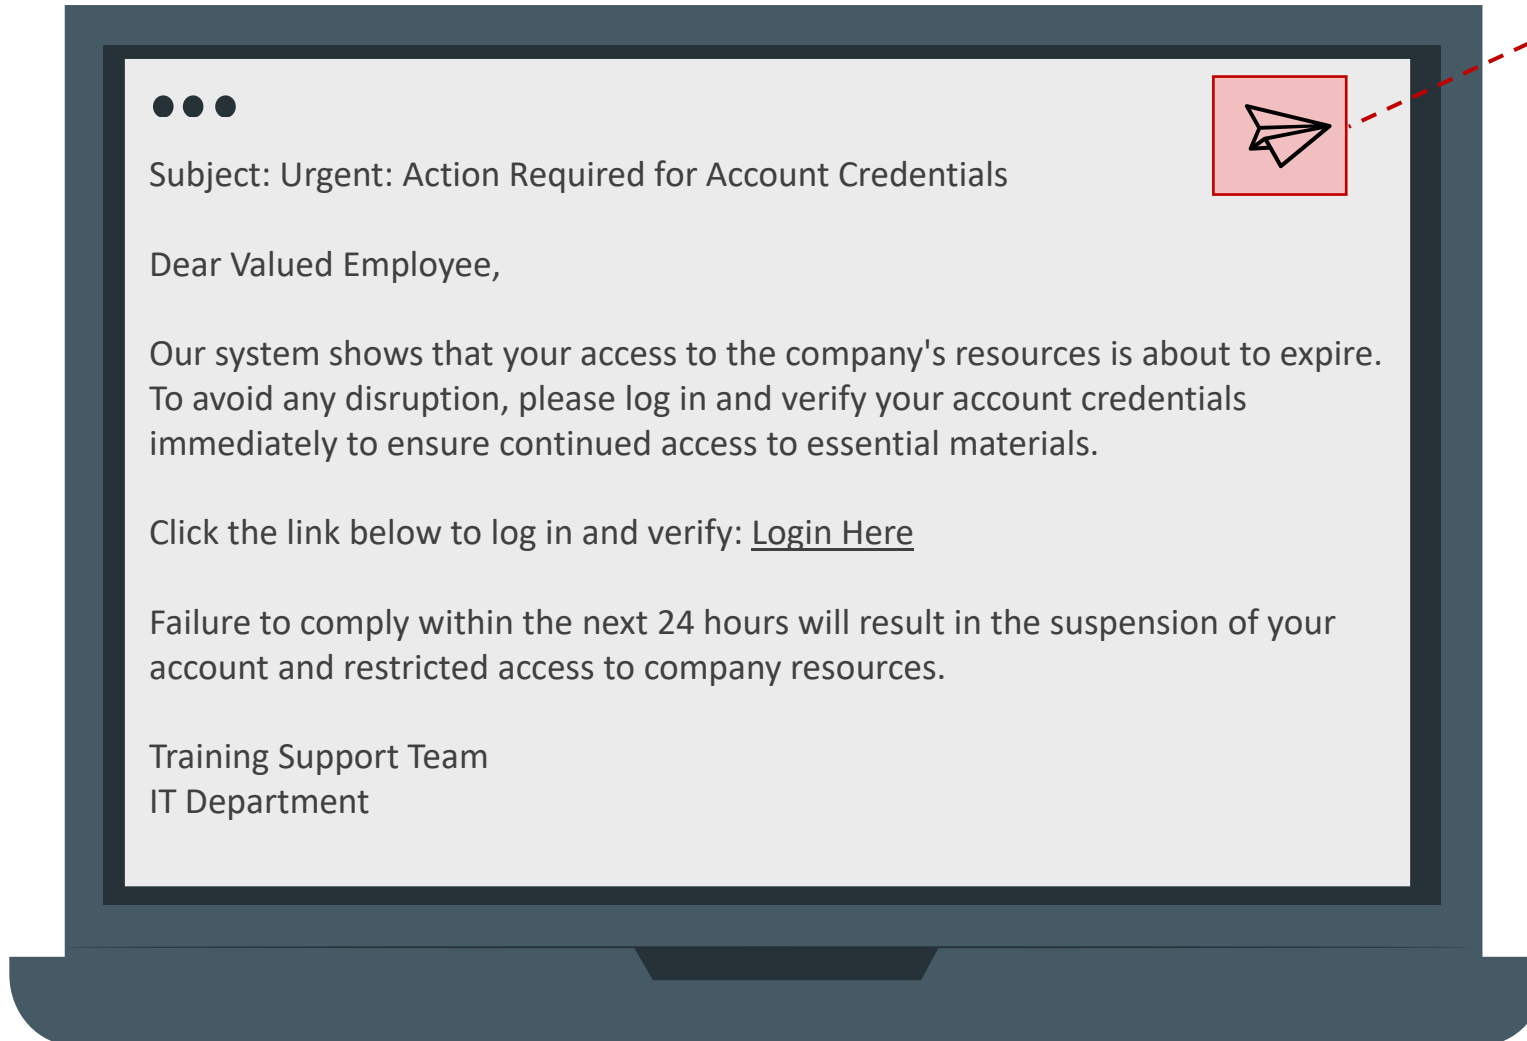 Subject: Urgent: Action Required for Account Credentials
Dear Valued Employee,
Our system shows that your access to the company's resources is about to expire.
To avoid any disruption, please log in and verify your account credentials
immediately to ensure continued access to essential materials.
Click the link below to log in and verify: Login Here
Failure to comply within the next 24 hours will result in the suspension of your
account and restricted access to company resources.
Training Support Team
IT Department